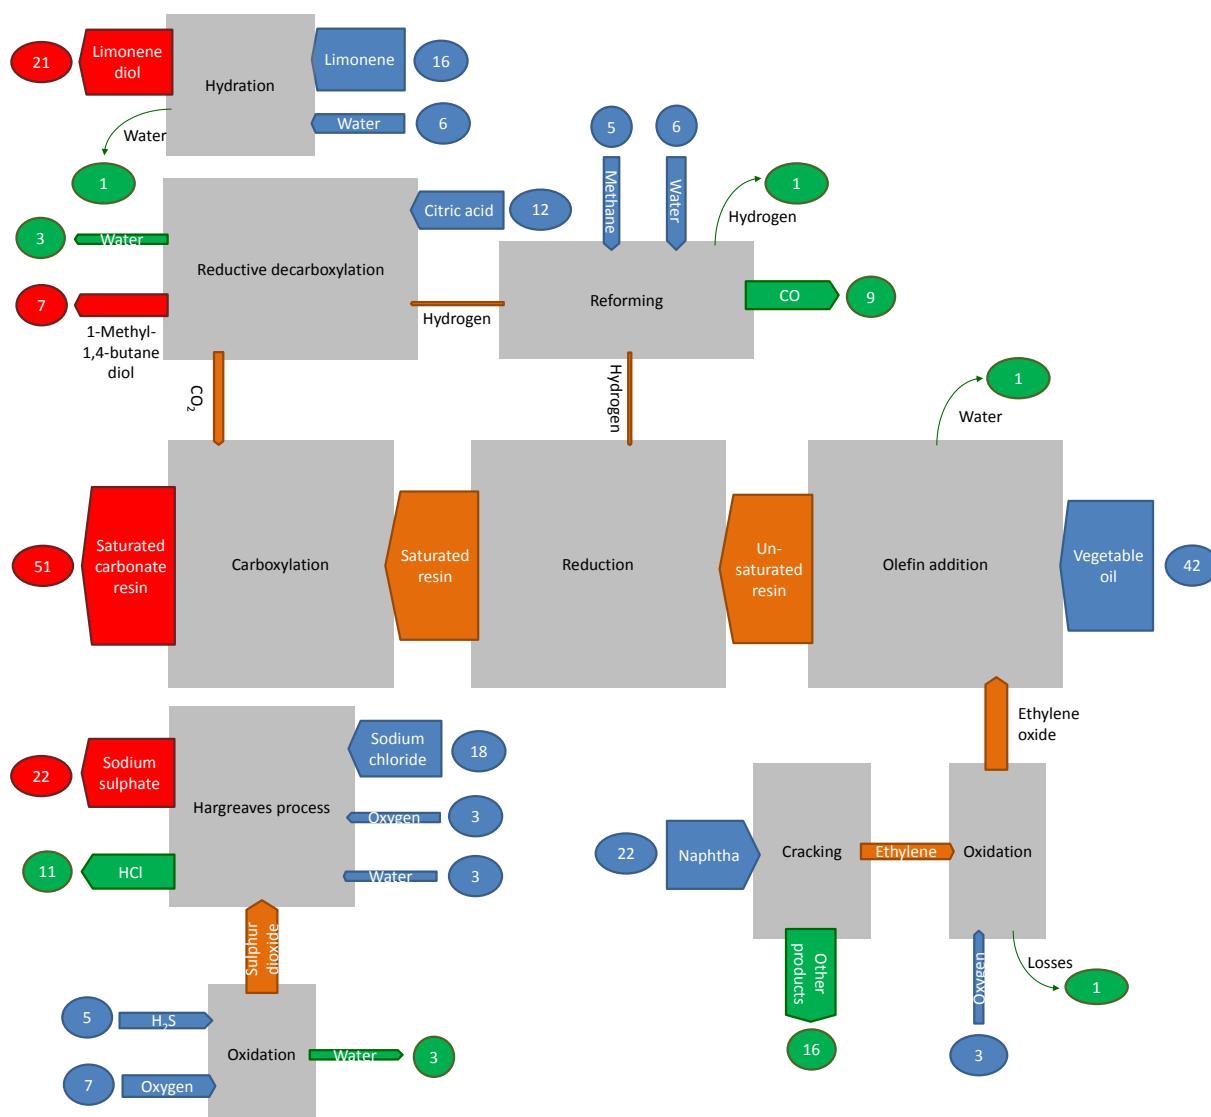 21
Limonene
diol
Hydration
Limonene
16
Water
6
Water
1
5
6
1
Methane
Water
Hydrogen
Citric acid
12
3
Water
Reductive decarboxylation
Reforming
CO
9
7
1-Methyl-
1,4-butane
diol
Hydrogen
CO₂
Hydrogen
1
Water
51
Saturated
carbonate
resin
Carboxylation
Saturated
resin
Reduction
Un-
saturated
resin
Olefin addition
Vegetable
oil
42
Ethylene
oxide
22
Sodium
sulphate
Hargreaves process
Sodium
chloride
18
Oxygen
3
11
HCl
Water
3
22
Naphtha
Cracking
Ethylene
Oxidation
Sulphur
dioxide
Other
products
16
Oxygen
3
Losses
1
5
H₂S
7
Oxygen
Oxidation
Water
3